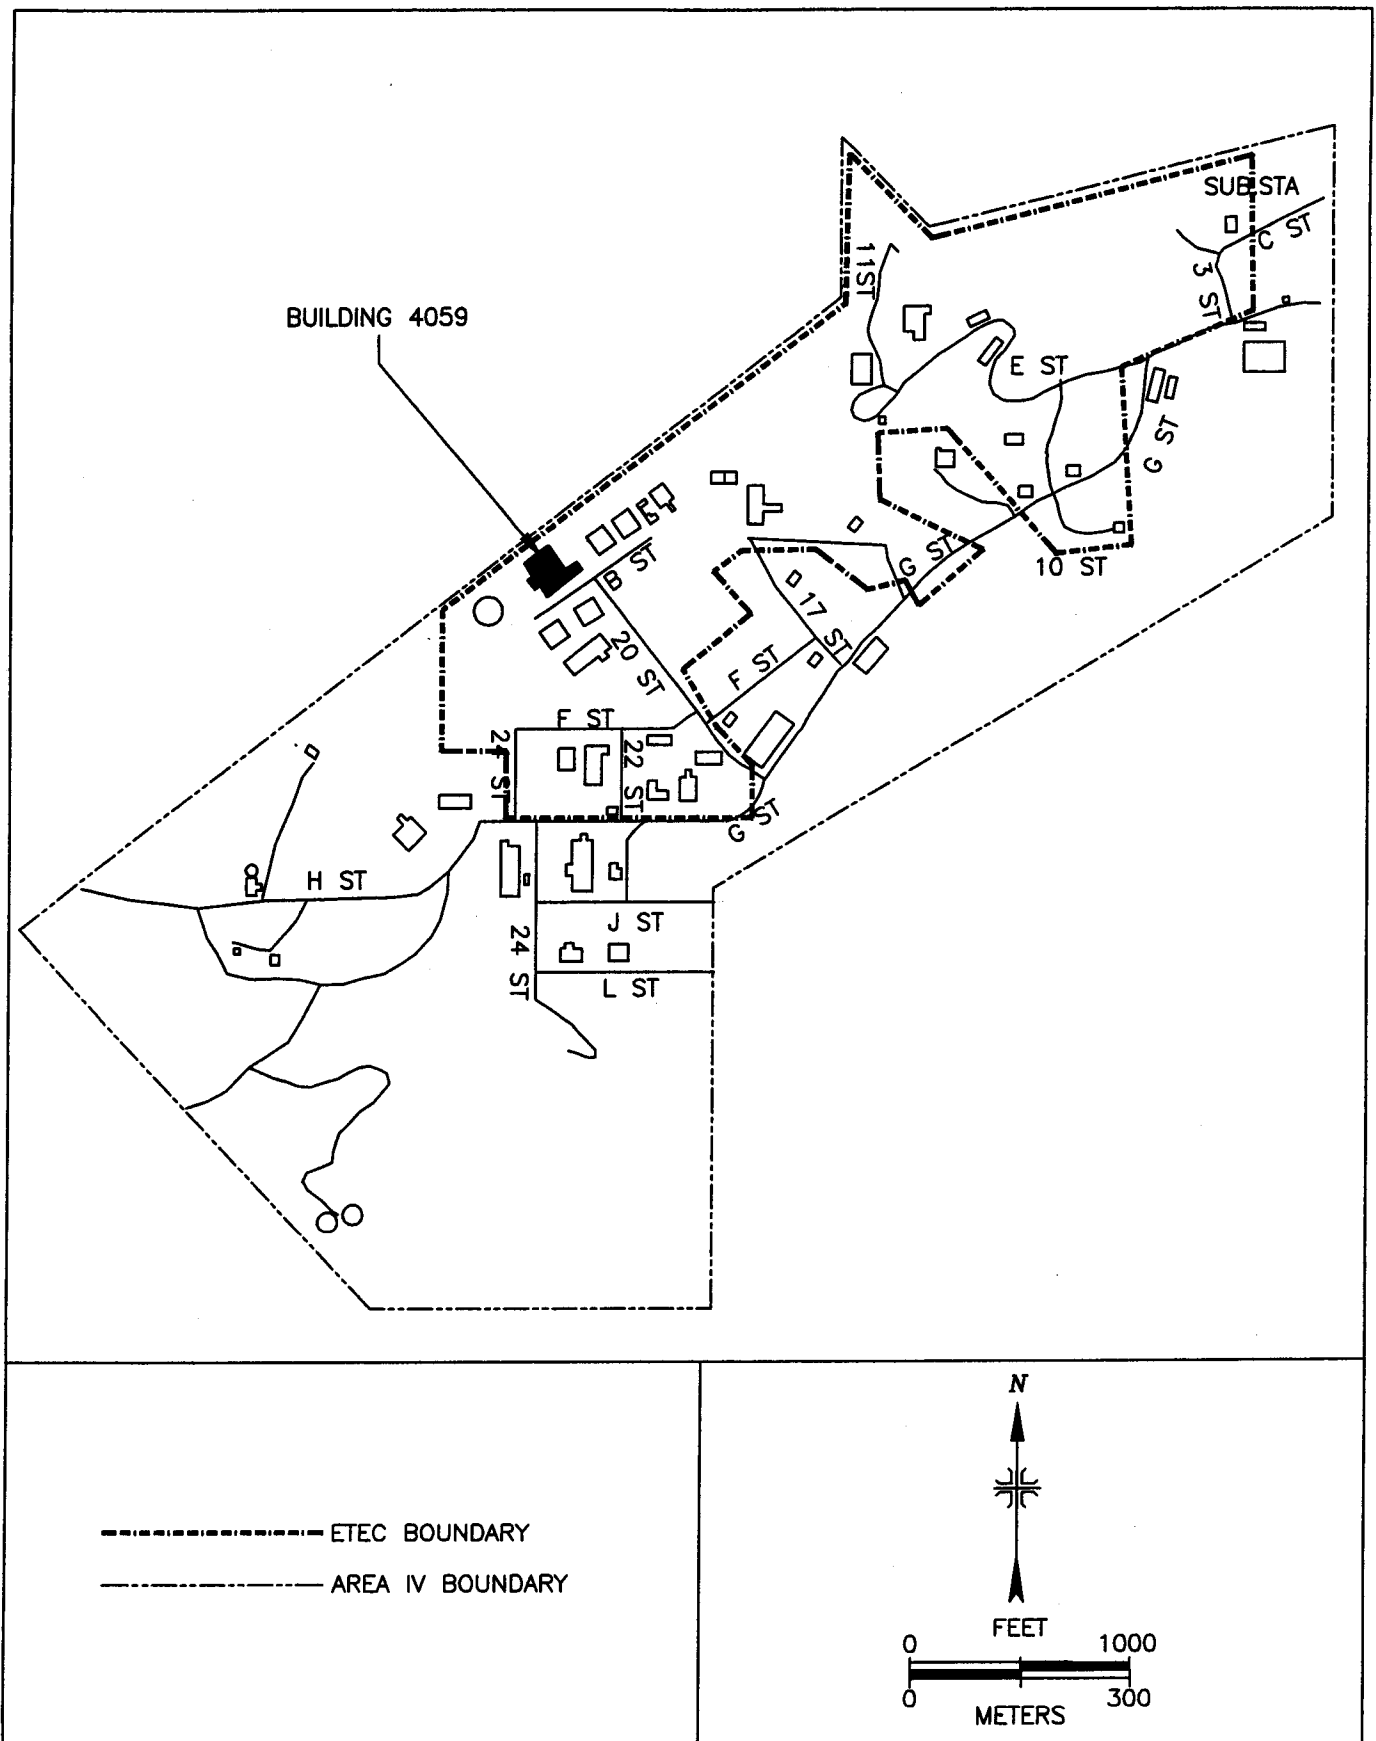 SUB STA
C ST
3 ST
11 ST
BUILDING 4059
E ST
G ST
B ST
G ST
10 ST
17 ST
20 ST
F ST
F ST
24 ST
22 ST
G ST
H ST
J ST
24 ST
L ST
N
ETEC BOUNDARY
AREA IV BOUNDARY
FEET
0 1000
0 300
METERS